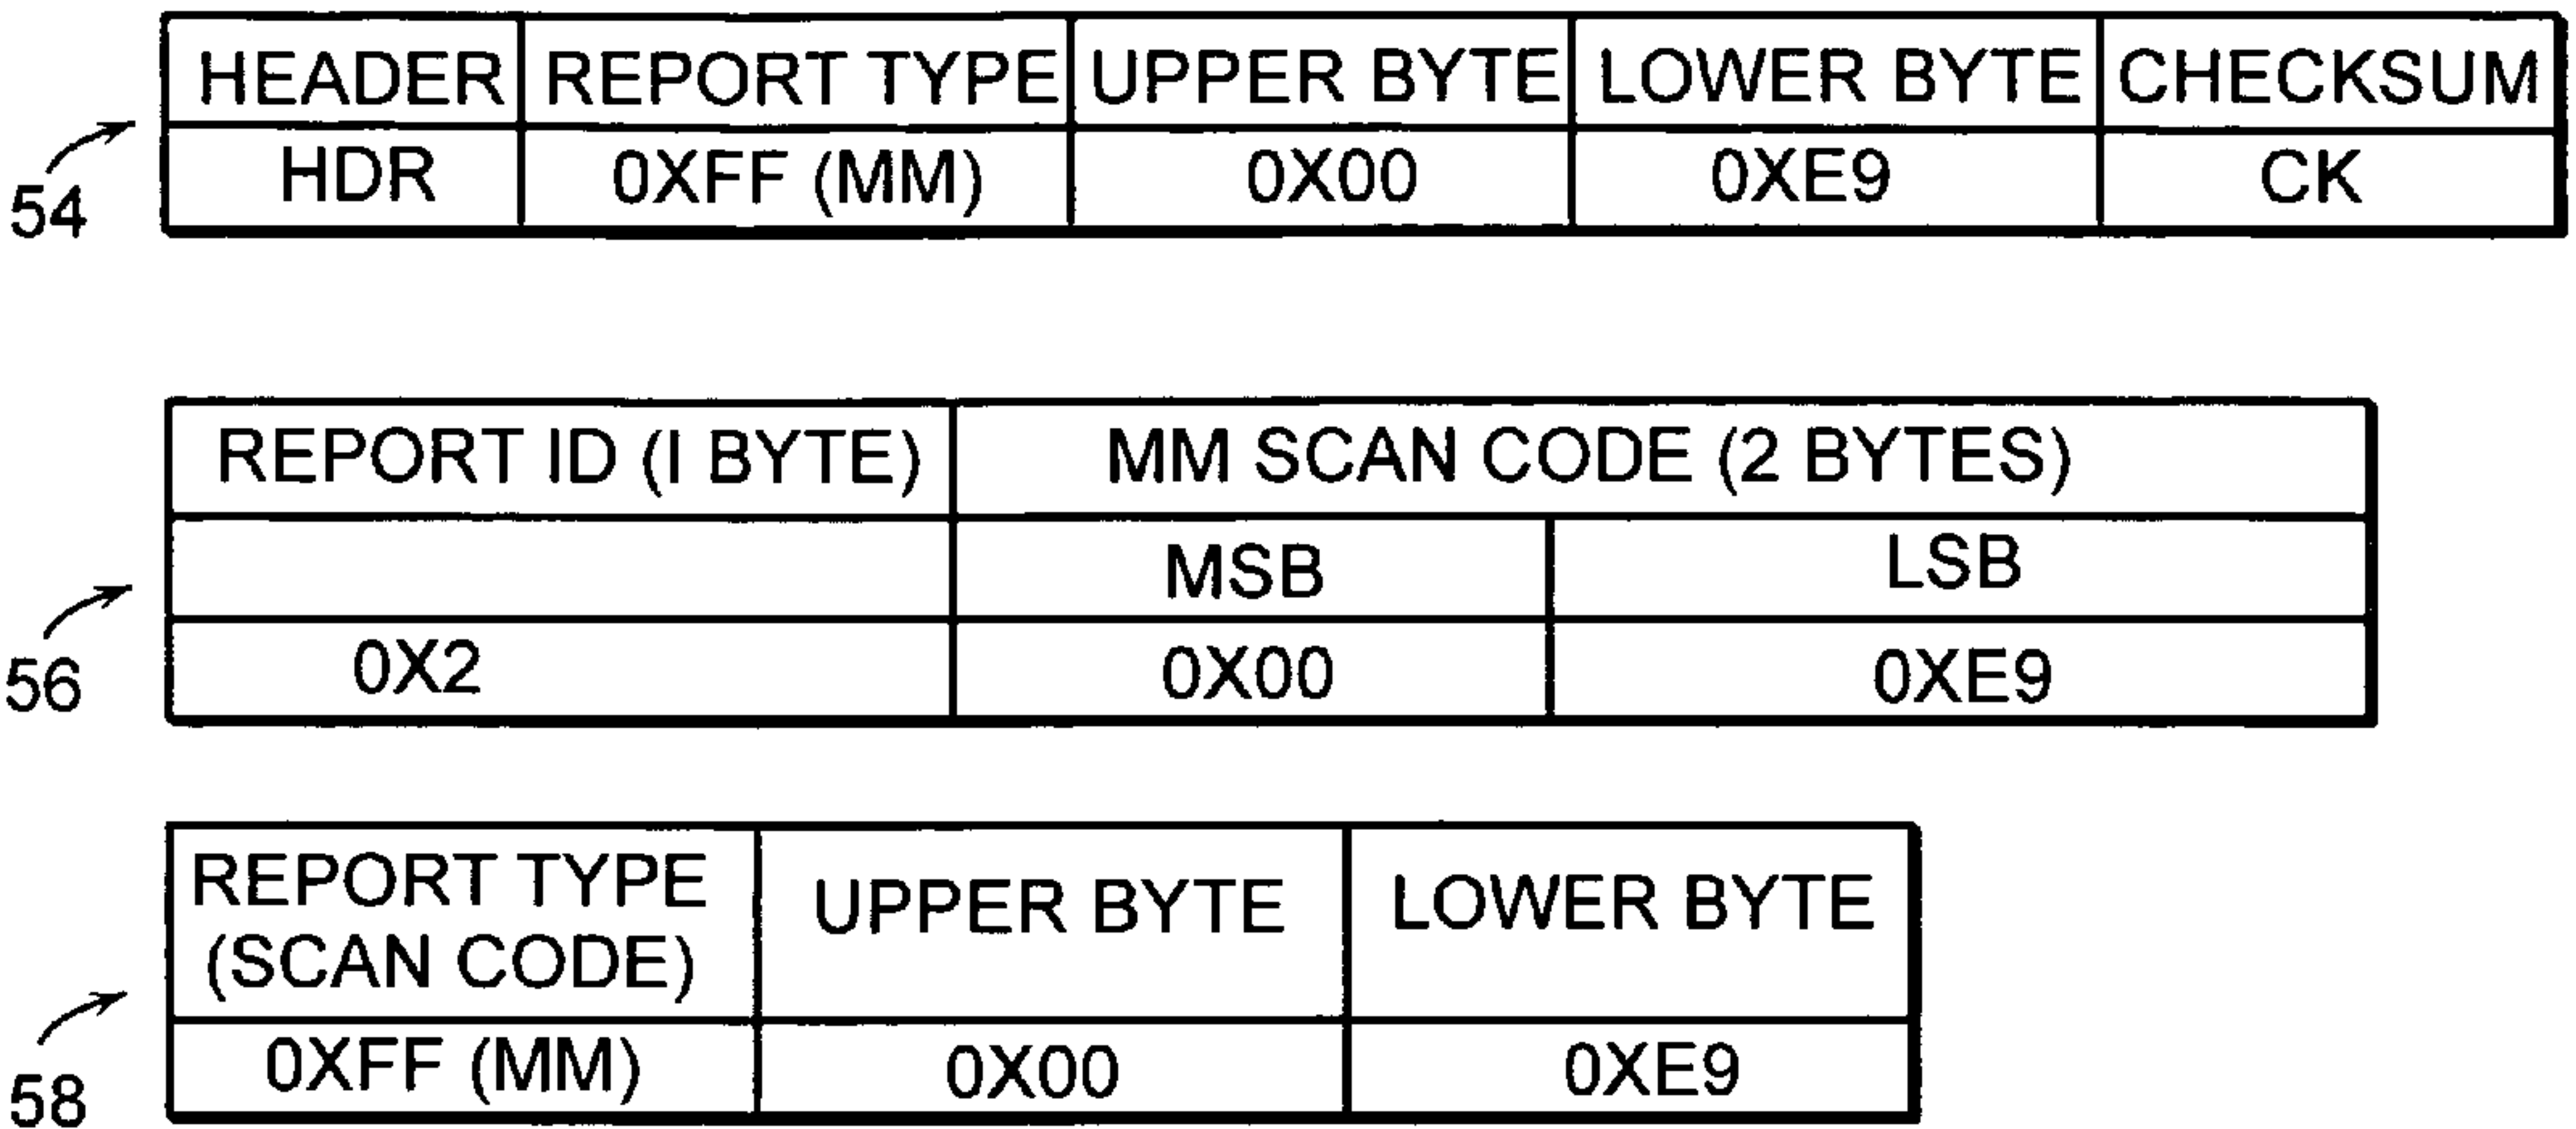 HEADER REPORT TYPE UPPER BYTE LOWER BYTE CHECKSUM
HDR 0XFF (MM) 0X00 0XE9 CK
54
REPORT ID (I BYTE) MM SCAN CODE (2 BYTES)
MSB LSB
0X2 0X00 0XE9
56
REPORT TYPE
(SCAN CODE) UPPER BYTE LOWER BYTE
0XFF (MM) 0X00 0XE9
58